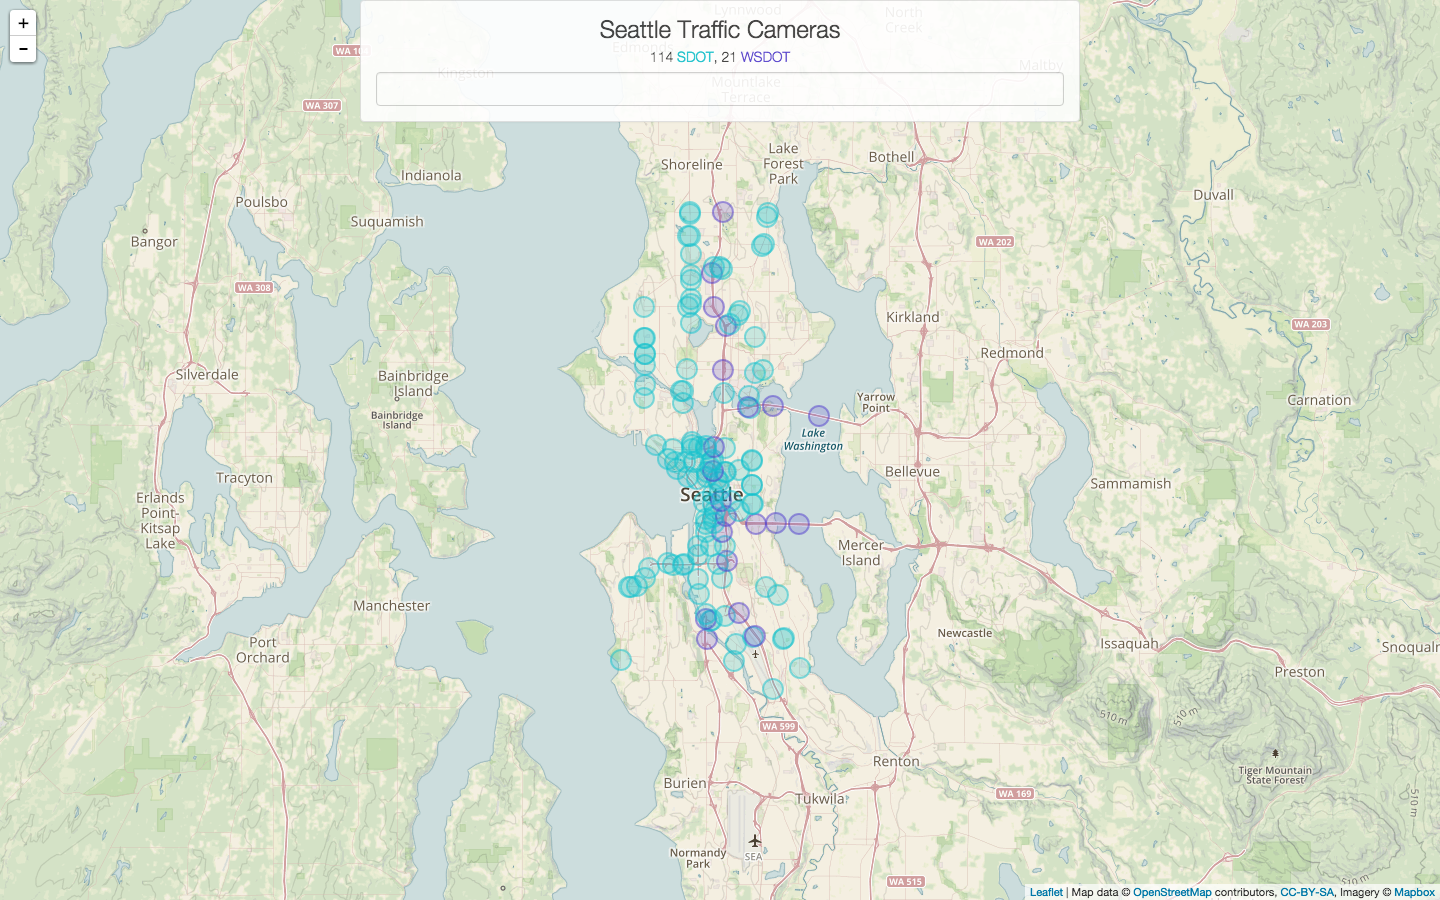 +
-
Seattle Traffic Cameras
114 SDOT, 21 WSDOT
Lynnwood
North
Creek
Edmonds
WA 10
Kingston
Maltby
Mountlake
Terrace
WA 307
Shoreline
Lake
Forest
Park
Bothell
Indianola
Poulsbo
Duvall
Suquamish
Bangor
WA 202
WA 308
Kirkland
WA 203
Redmond
Silverdale
Bainbridge
Island
Bainbridge
Island
Yarrow
Point
Carnation
Lake
Washington
Tracyton
Bellevue
Sammamish
Seattle
Erlands
Point-
Kitsap
Lake
Mercer
Island
Manchester
Newcastle
Port
Orchard
Issaquah
Snoqualm
Preston
510 m
510 m
WA 599
Renton
Tiger Mountain
State Forest
Burien
Tukwila
WA 169
510 m
Normandy
Park
SEA
WA 515
Leaflet | Map data © OpenStreetMap contributors, CC-BY-SA, Imagery © Mapbox